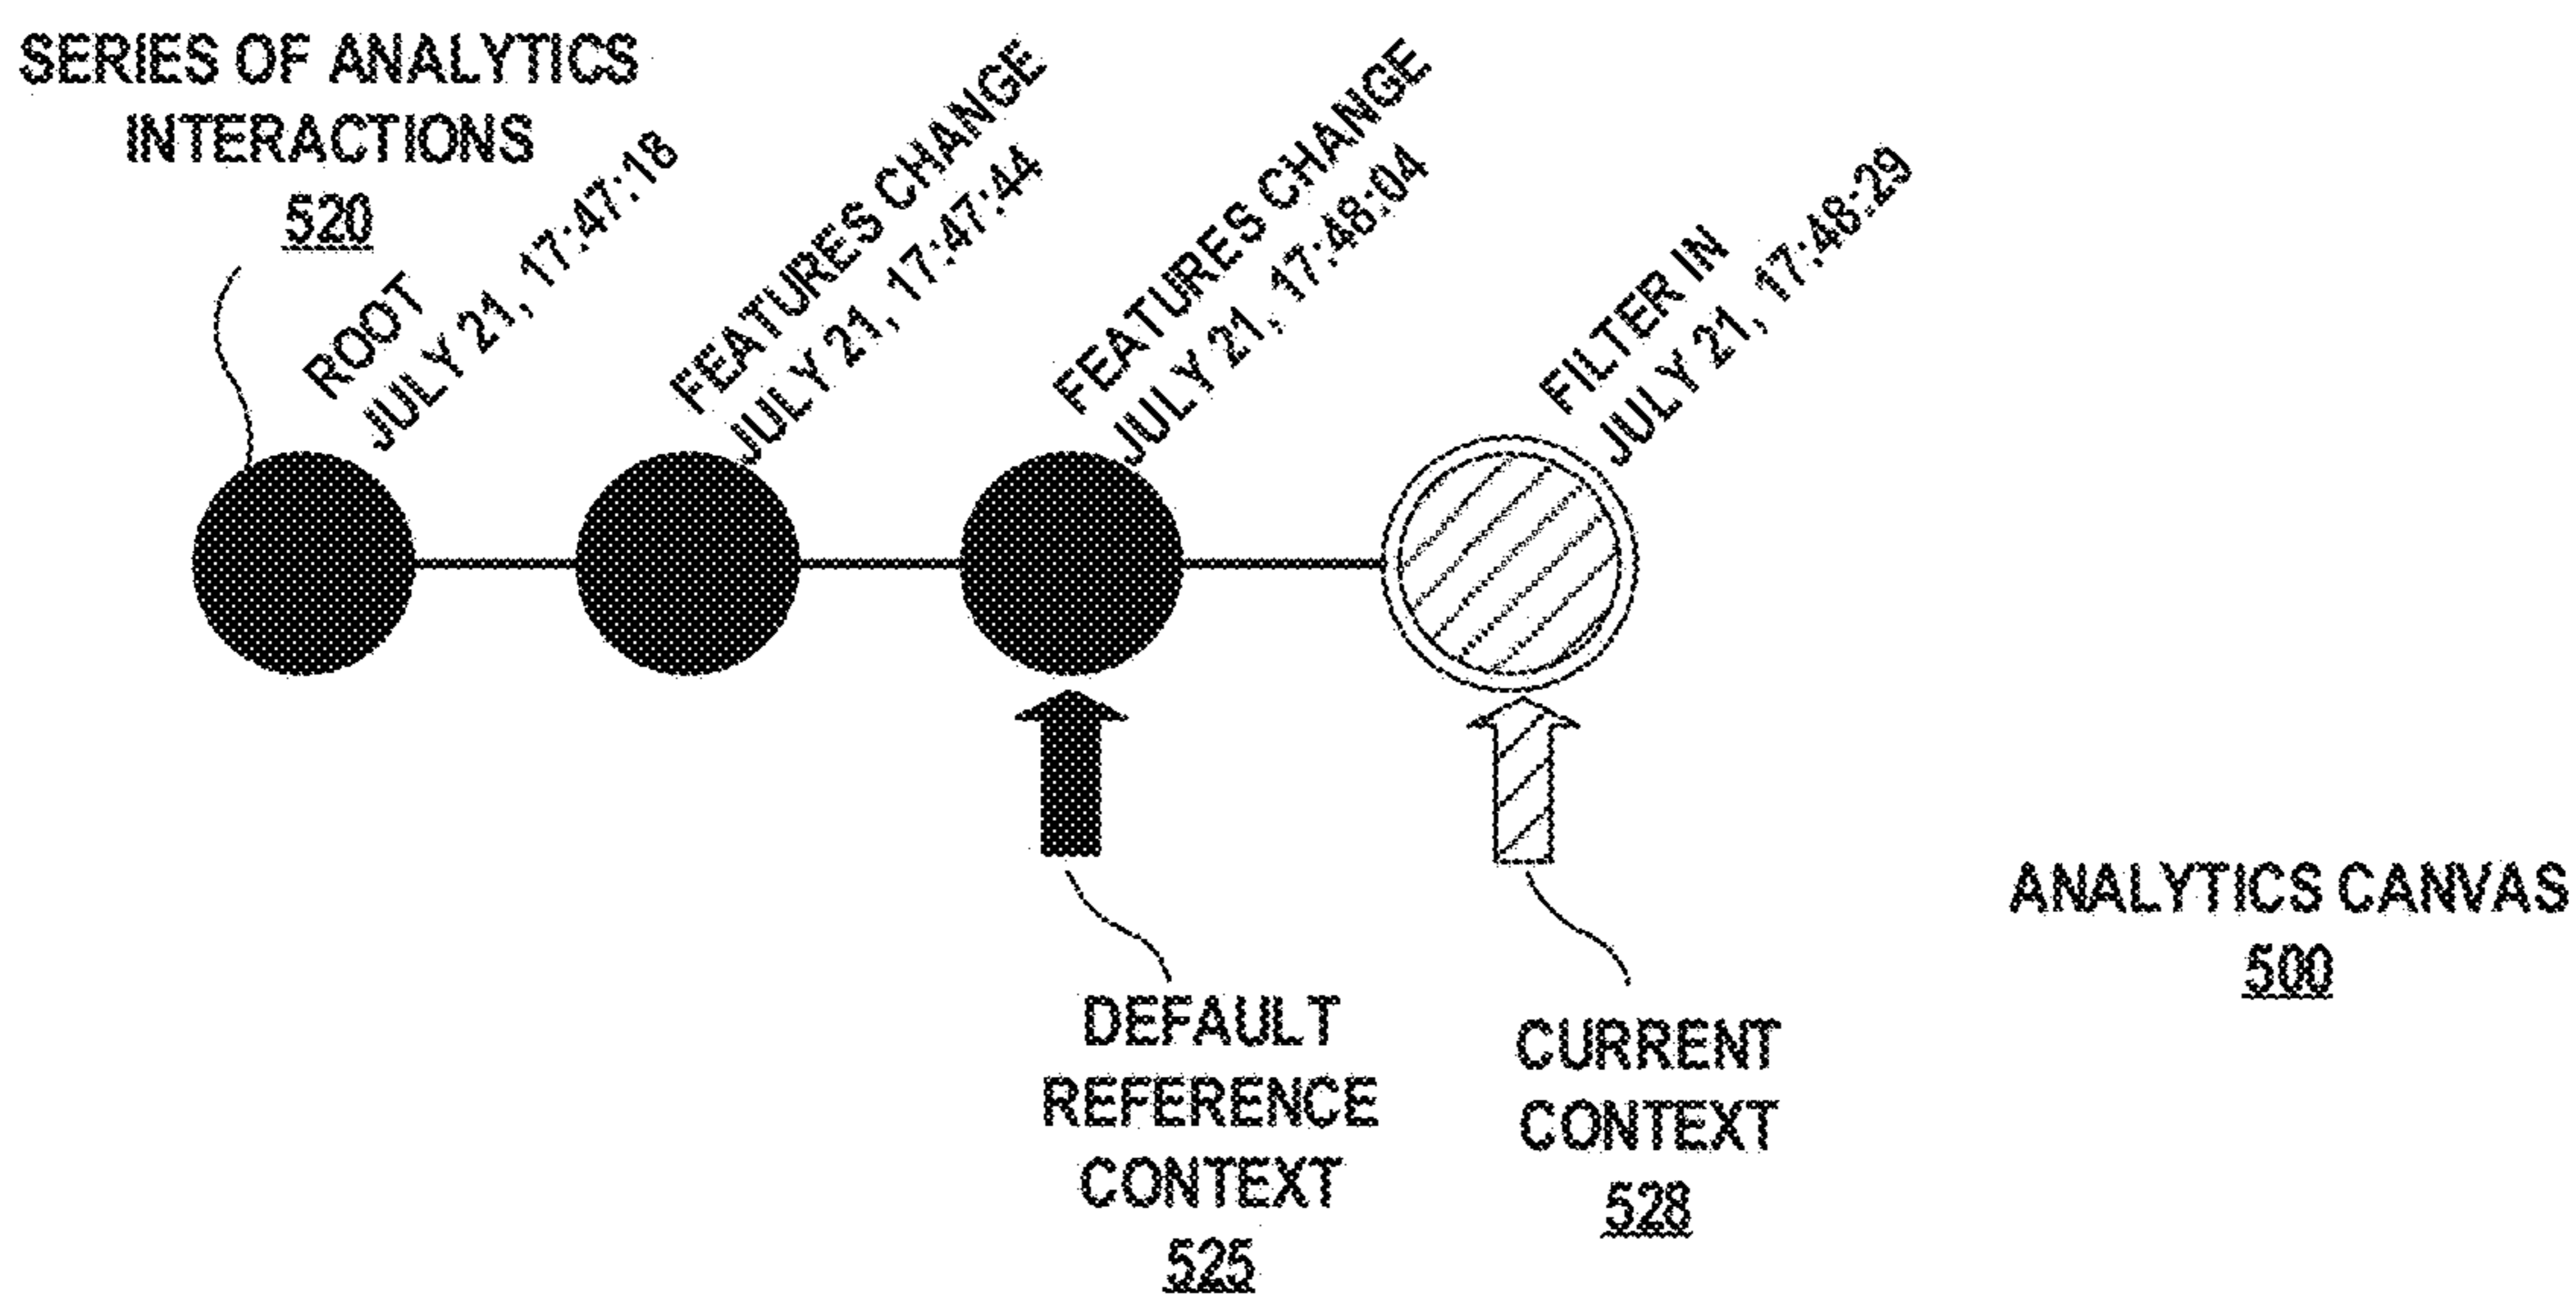 SERIES OF ANALYTICS
INTERACTIONS
520
ROOT
JULY 21, 17:47:18
FEATURES CHANGE
JULY 21, 17:47:44
FEATURES CHANGE
JULY 21, 17:48:04
FILTER IN
JULY 21, 17:48:29
DEFAULT
REFERENCE
CONTEXT
525
CURRENT
CONTEXT
528
ANALYTICS CANVAS
500